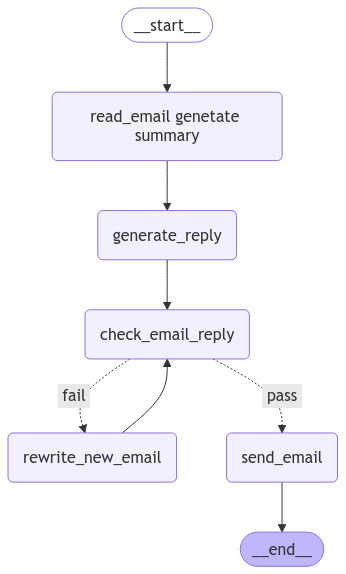 __start__
read_email genetate
summary
generate_reply
check_email_reply
fail
pass
rewrite_new_email
send_email
__end__